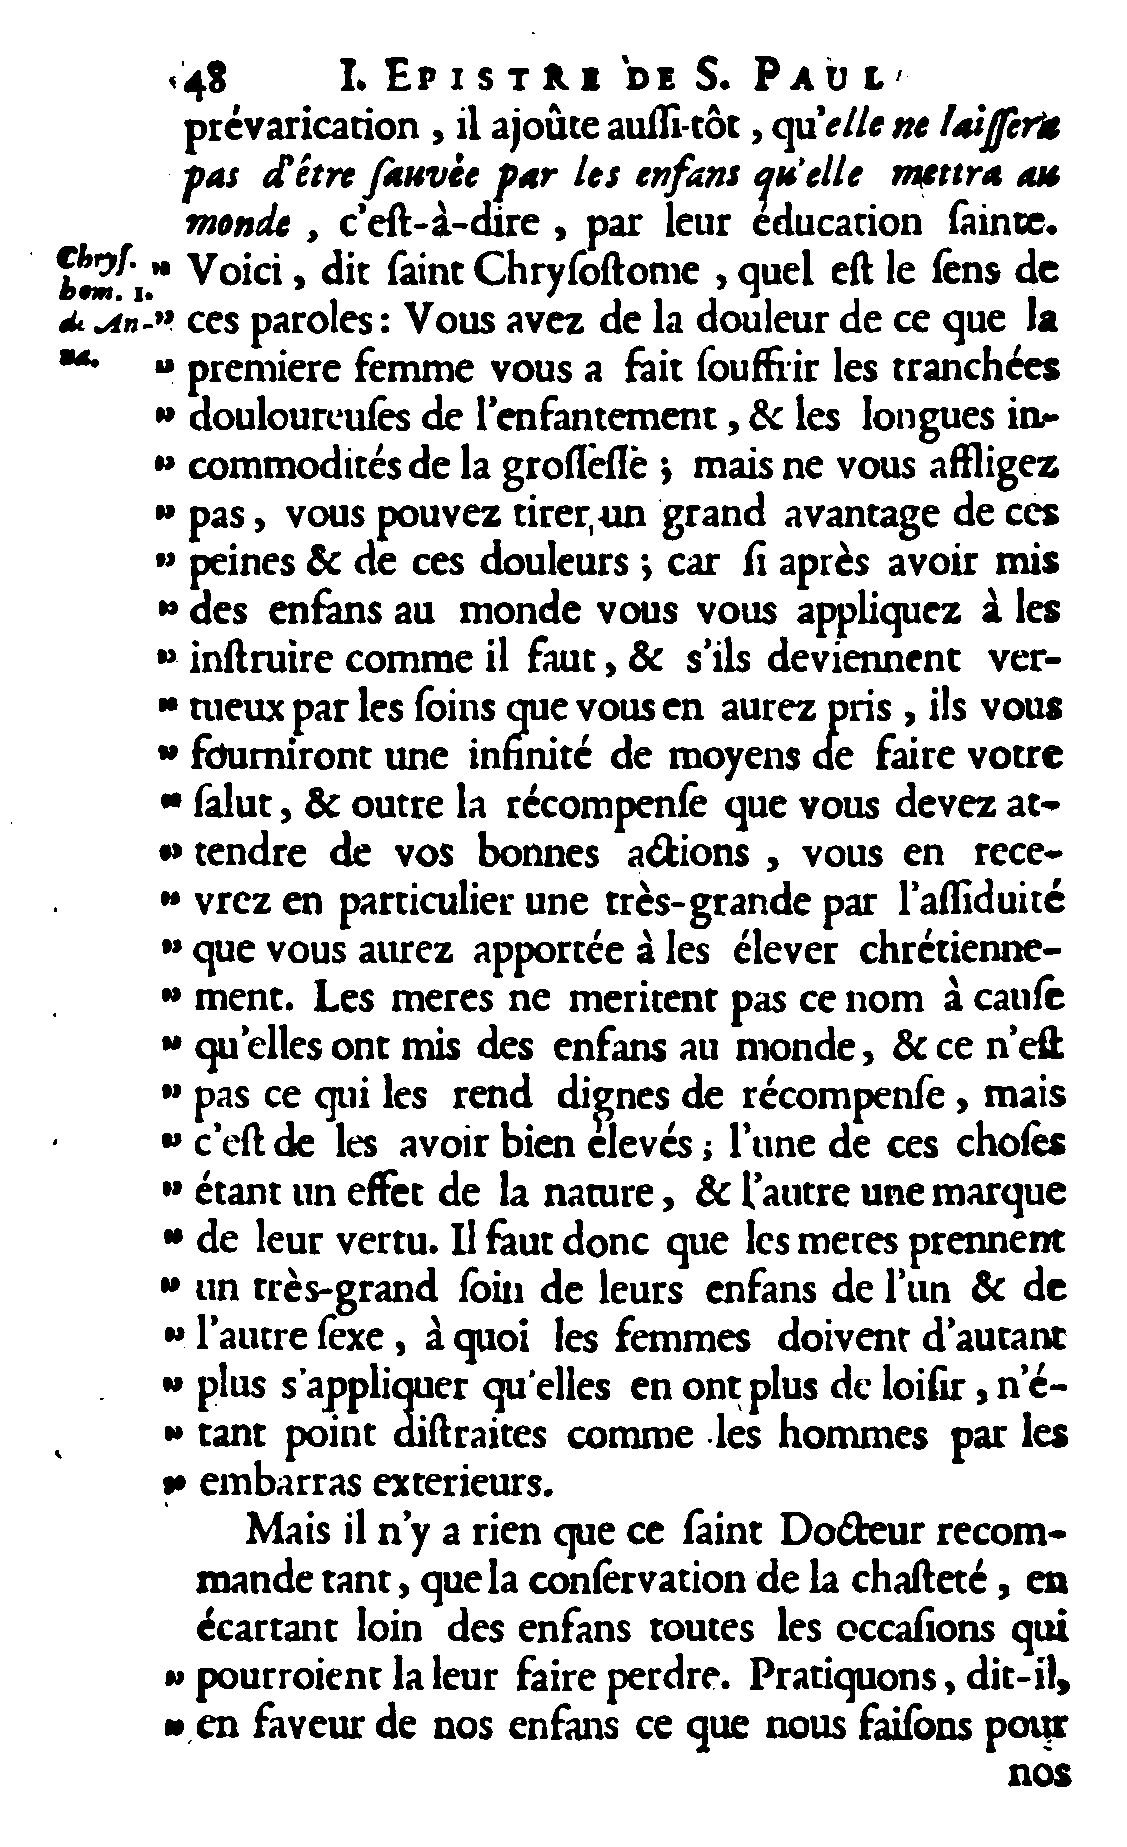 48 I. EPISTRE DE S. PAUL
prévarication, il ajoûte auſſi-tôt, qu'elle ne laiſſera
pas d'être ſauvée par les enfans qu'elle mettra au
monde, c'eſt-à-dire, par leur éducation ſainte.
Chryſ.
hom. 1.
de An-
na.
" Voici, dit ſaint Chryſoſtome, quel eſt le ſens de
" ces paroles: Vous avez de la douleur de ce que la
" premiere femme vous a fait ſouffrir les tranchées
" douloureuſes de l'enfantement, & les longues in-
" commodités de la groſſeſſe; mais ne vous affligez
" pas, vous pouvez tirer un grand avantage de ces
" peines & de ces douleurs; car ſi après avoir mis
" des enfans au monde vous vous appliquez à les
" inſtruire comme il faut, & s'ils deviennent ver-
" tueux par les ſoins que vous en aurez pris, ils vous
" fourniront une infinité de moyens de faire votre
" ſalut, & outre la récompenſe que vous devez at-
" tendre de vos bonnes actions, vous en rece-
" vrez en particulier une très-grande par l'aſſiduité
" que vous aurez apportée à les élever chrétienne-
" ment. Les meres ne meritent pas ce nom à cauſe
" qu'elles ont mis des enfans au monde, & ce n'eſt
" pas ce qui les rend dignes de récompenſe, mais
" c'eſt de les avoir bien élevés; l'une de ces choſes
" étant un effet de la nature, & l'autre une marque
" de leur vertu. Il faut donc que les meres prennent
" un très-grand ſoin de leurs enfans de l'un & de
" l'autre ſexe, à quoi les femmes doivent d'autant
" plus s'appliquer qu'elles en ont plus de loiſir, n'é-
" tant point diſtraites comme les hommes par les
" embarras exterieurs.
Mais il n'y a rien que ce ſaint Docteur recom-
mande tant, que la conſervation de la chaſteté, en
écartant loin des enfans toutes les occaſions qui
" pourroient la leur faire perdre. Pratiquons, dit-il,
" en faveur de nos enfans ce que nous faiſons pour
nos